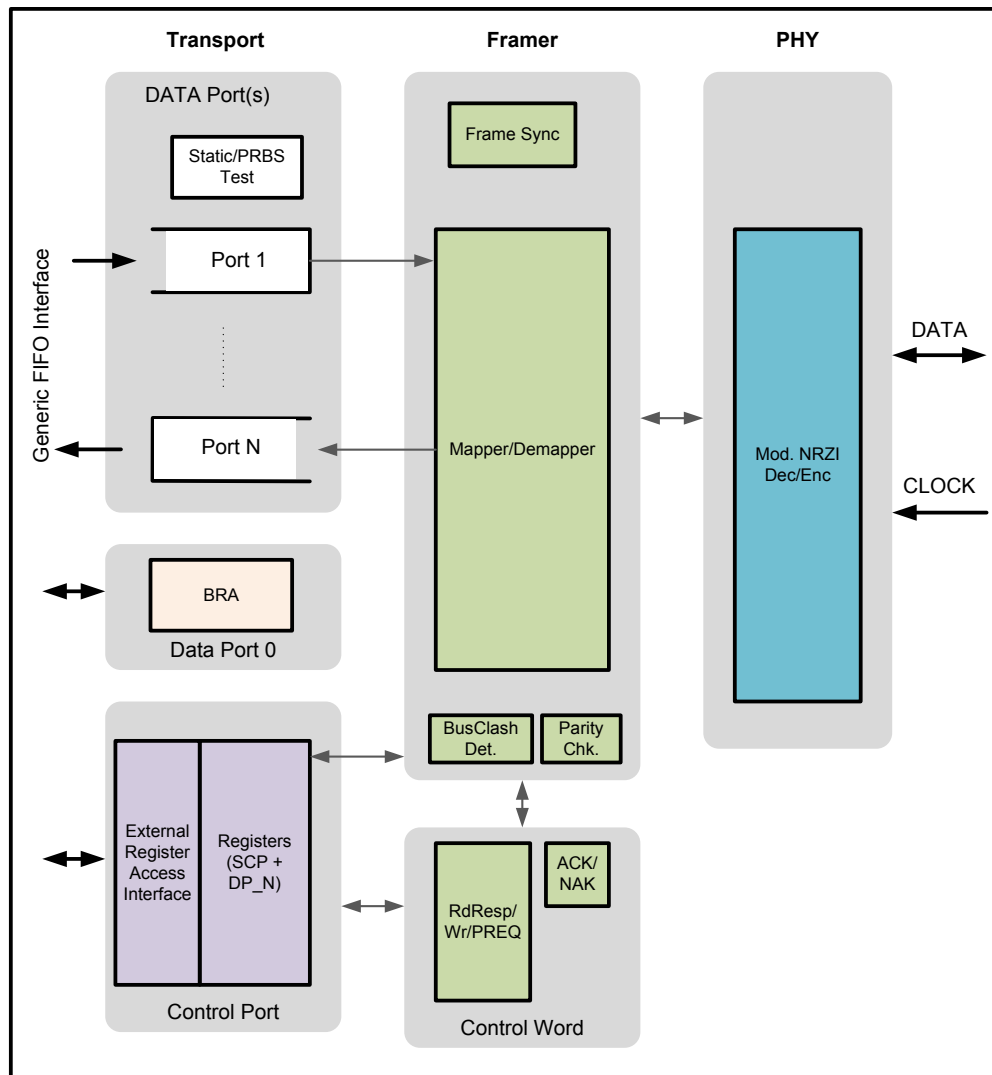 Transport
Framer
PHY
DATA Port(s)
Static/PRBS
Test
Frame Sync
Generic FIFO Interface
Port 1
Port N
Mapper/Demapper
Mod. NRZI
Dec/Enc
DATA
CLOCK
BRA
Data Port 0
BusClash
Det.
Parity
Chk.
External
Register
Access
Interface
Registers
(SCP +
DP_N)
Control Port
RdResp/
Wr/PREQ
ACK/
NAK
Control Word